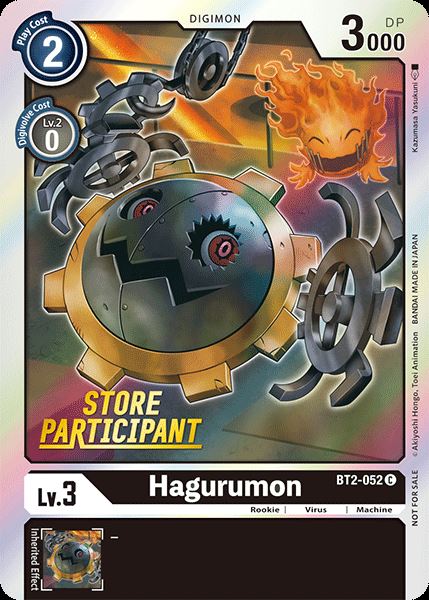 Play Cost
2
DIGIMON
DP
3000
Digivolve Cost
Lv.2
0
Kazumasa Yasukuni
STORE
PARTICIPANT
© Akiyoshi Hongo, Toei Animation BANDAI MADE IN JAPAN
NOT FOR SALE
Lv.3
Hagurumon
BT2-052 C
Rookie | Virus | Machine
Inherited Effect
–